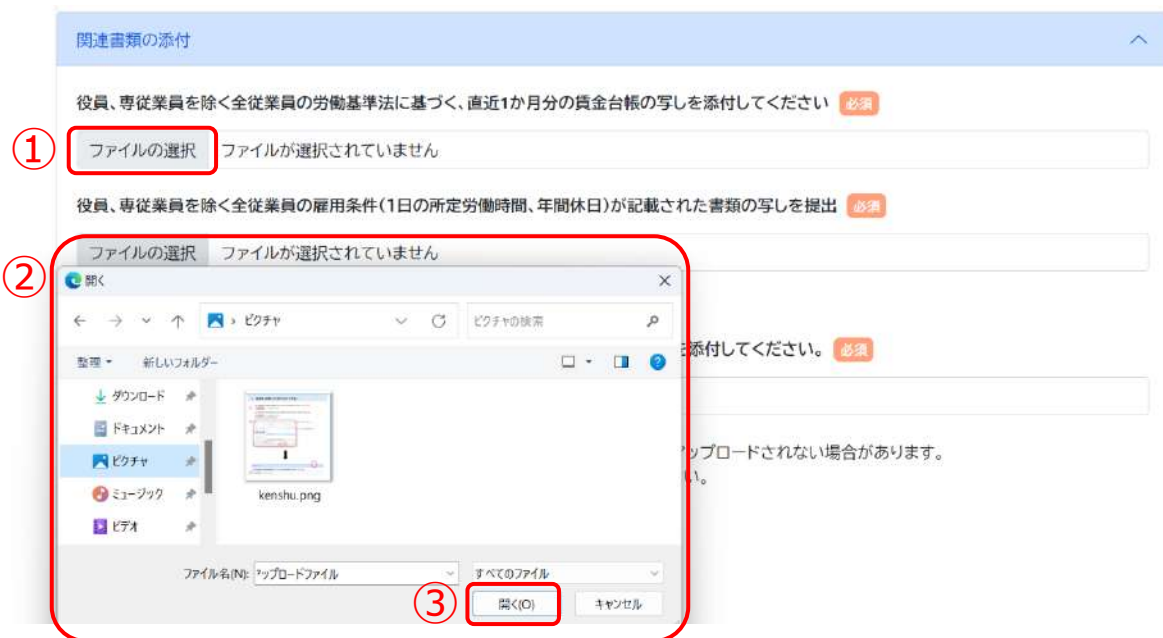 関連書類の添付
役員、専従業員を除く全従業員の労働基準法に基づく、直近1か月分の賃金台帳の写しを添付してください 必須
① ファイルの選択 ファイルが選択されていません
役員、専従業員を除く全従業員の雇用条件(1日の所定労働時間、年間休日)が記載された書類の写しを提出 必須
ファイルの選択 ファイルが選択されていません
②
開く
ピクチャ ピクチャの検索
添付してください。 必須
整理 新しいフォルダー
ダウンロード
ドキュメント
ピクチャ
ミュージック
ビデオ
kenshu.png
ップロードされない場合があります。
い。
ファイル名(N): ップロードファイル すべてのファイル
③ 開く(O) キャンセル